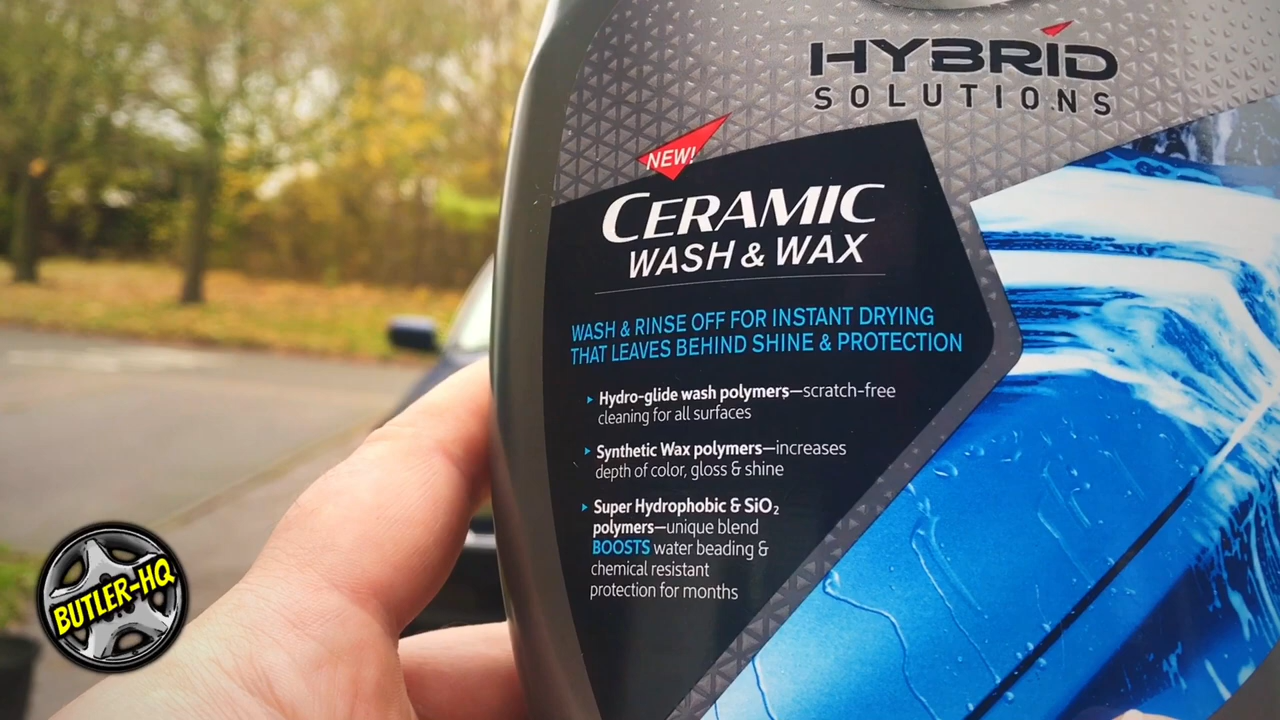 HYBRID
SOLUTIONS
NEW!
CERAMIC
WASH & WAX
WASH & RINSE OFF FOR INSTANT DRYING
THAT LEAVES BEHIND SHINE & PROTECTION
Hydro-glide wash polymers—scratch-free
cleaning for all surfaces
Synthetic Wax polymers—increases
depth of color, gloss & shine
Super Hydrophobic & SiO₂
polymers—unique blend
BOOSTS water beading &
chemical resistant
protection for months
BUTLER-HQ